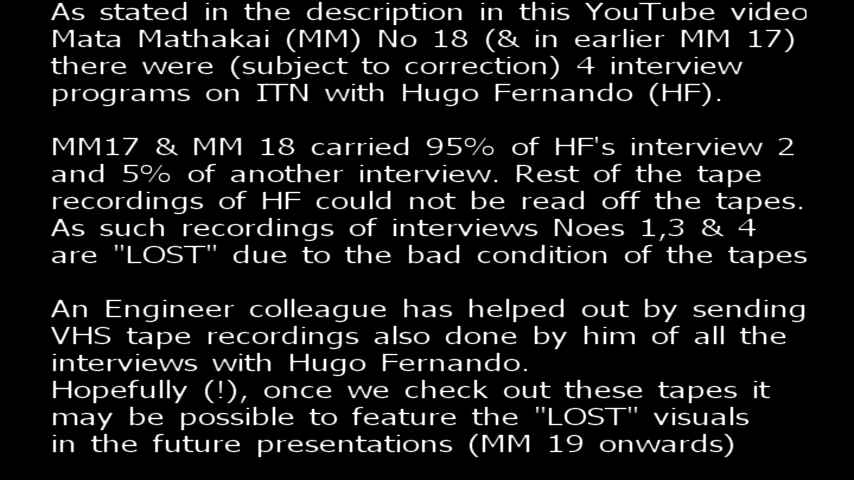 As stated in the description in this YouTube video
Mata Mathakai (MM) No 18 (& in earlier MM 17)
there were (subject to correction) 4 interview
programs on ITN with Hugo Fernando (HF).
MM17 & MM 18 carried 95% of HF's interview 2
and 5% of another interview. Rest of the tape
recordings of HF could not be read off the tapes.
As such recordings of interviews Noes 1,3 & 4
are "LOST" due to the bad condition of the tapes
An Engineer colleague has helped out by sending
VHS tape recordings also done by him of all the
interviews with Hugo Fernando.
Hopefully (!), once we check out these tapes it
may be possible to feature the "LOST" visuals
in the future presentations (MM 19 onwards)